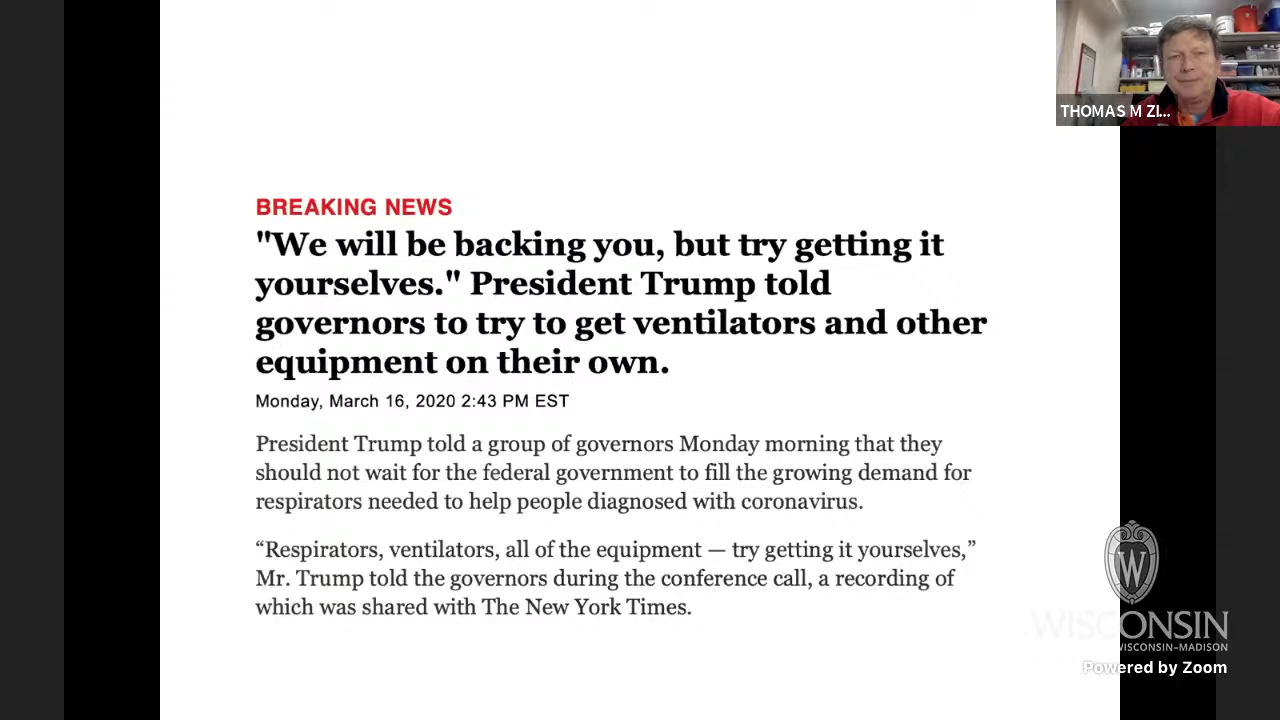 THOMAS M ZI...
BREAKING NEWS
"We will be backing you, but try getting it
yourselves." President Trump told
governors to try to get ventilators and other
equipment on their own.
Monday, March 16, 2020 2:43 PM EST
President Trump told a group of governors Monday morning that they
should not wait for the federal government to fill the growing demand for
respirators needed to help people diagnosed with coronavirus.
“Respirators, ventilators, all of the equipment — try getting it yourselves,”
Mr. Trump told the governors during the conference call, a recording of
which was shared with The New York Times.
W
WISCONSIN
WISCONSIN–MADISON
Powered by Zoom